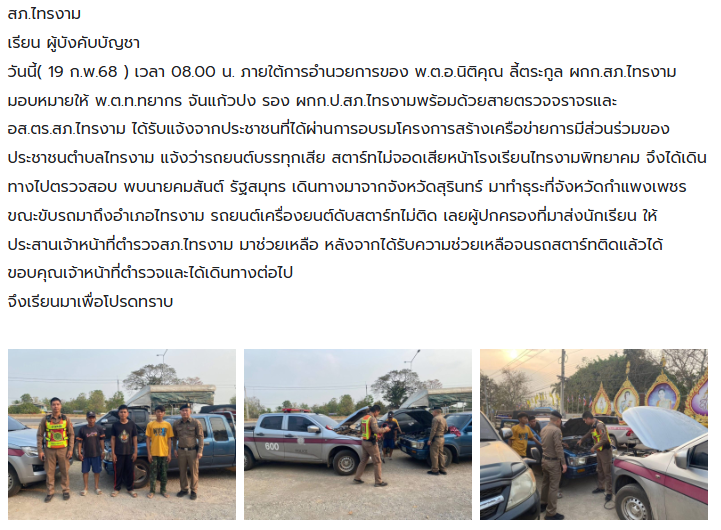 สภ.ไทรงาม
เรียน ผู้บังคับบัญชา
วันนี้( 19 ก.พ.68 ) เวลา 08.00 น. ภายใต้การอำนวยการของ พ.ต.อ.นิติคุณ ลี้ตระกูล ผกก.สภ.ไทรงาม
มอบหมายให้ พ.ต.ท.ทยากร จันแก้วปง รอง ผกก.ป.สภ.ไทรงามพร้อมด้วยสายตรวจจราจรและ
อส.ตร.สภ.ไทรงาม ได้รับแจ้งจากประชาชนที่ได้ผ่านการอบรมโครงการสร้างเครือข่ายการมีส่วนร่วมของ
ประชาชนตำบลไทรงาม แจ้งว่ารถยนต์บรรทุกเสีย สตาร์ทไม่จอดเสียหน้าโรงเรียนไทรงามพิทยาคม จึงได้เดิน
ทางไปตรวจสอบ พบนายคมสันต์ รัฐสมุทร เดินทางมาจากจังหวัดสุรินทร์ มาทำธุระที่จังหวัดกำแพงเพชร
ขณะขับรถมาถึงอำเภอไทรงาม รถยนต์เครื่องยนต์ดับสตาร์ทไม่ติด เลยผู้ปกครองที่มาส่งนักเรียน ให้
ประสานเจ้าหน้าที่ตำรวจสภ.ไทรงาม มาช่วยเหลือ หลังจากได้รับความช่วยเหลือจนรถสตาร์ทติดแล้วได้
ขอบคุณเจ้าหน้าที่ตำรวจและได้เดินทางต่อไป
จึงเรียนมาเพื่อโปรดทราบ
600